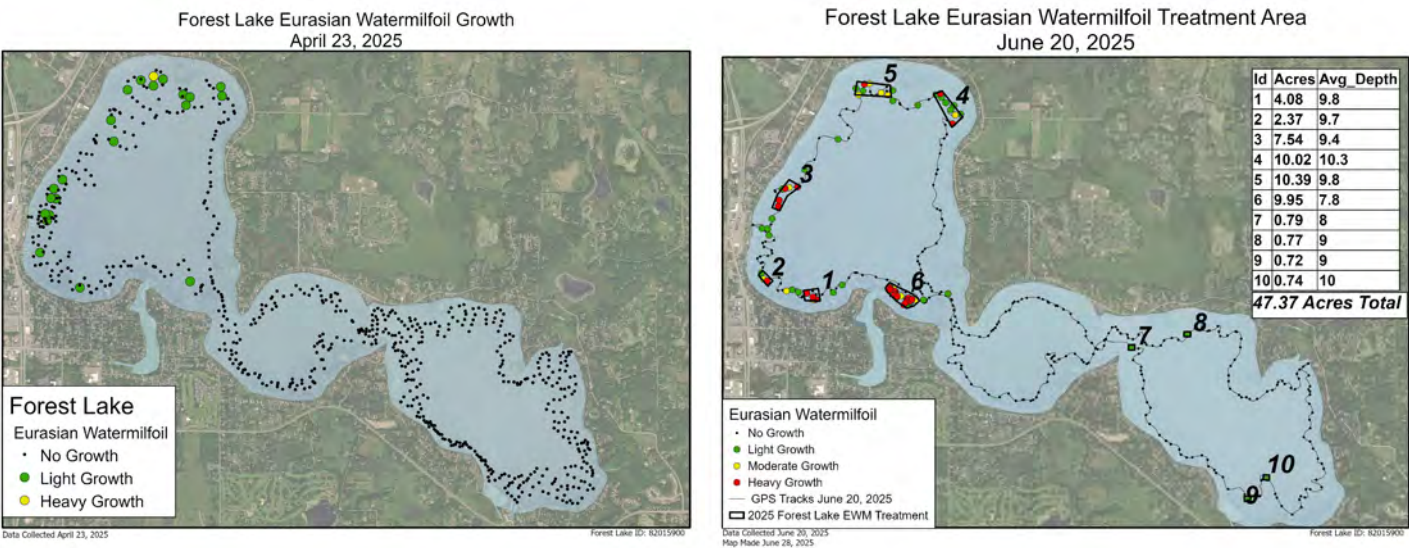 Forest Lake Eurasian Watermilfoil Growth
April 23, 2025
Forest Lake
Eurasian Watermilfoil
No Growth
Light Growth
Heavy Growth
Data Collected April 23, 2025
Forest Lake ID: 82015900
Forest Lake Eurasian Watermilfoil Treatment Area
June 20, 2025
5
4
3
2
1
6
7
8
10
9
Id Acres Avg_Depth
1 4.08 9.8
2 2.37 9.7
3 7.54 9.4
4 10.02 10.3
5 10.39 9.8
6 9.95 7.8
7 0.79 8
8 0.77 9
9 0.72 9
10 0.74 10
47.37 Acres Total
Eurasian Watermilfoil
No Growth
Light Growth
Moderate Growth
Heavy Growth
GPS Tracks June 20, 2025
2025 Forest Lake EWM Treatment
Data Collected June 20, 2025
Map Made June 28, 2025
Forest Lake ID: 82015900